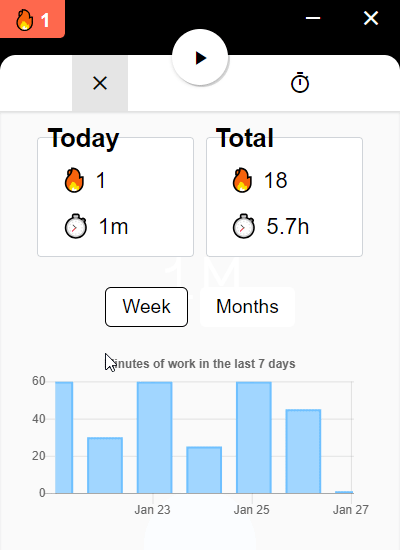 1
Today
Total
1
18
1m
5.7h
1 M
Week
Months
inutes of work in the last 7 days
60
40
20
0
Jan 23
Jan 25
Jan 27